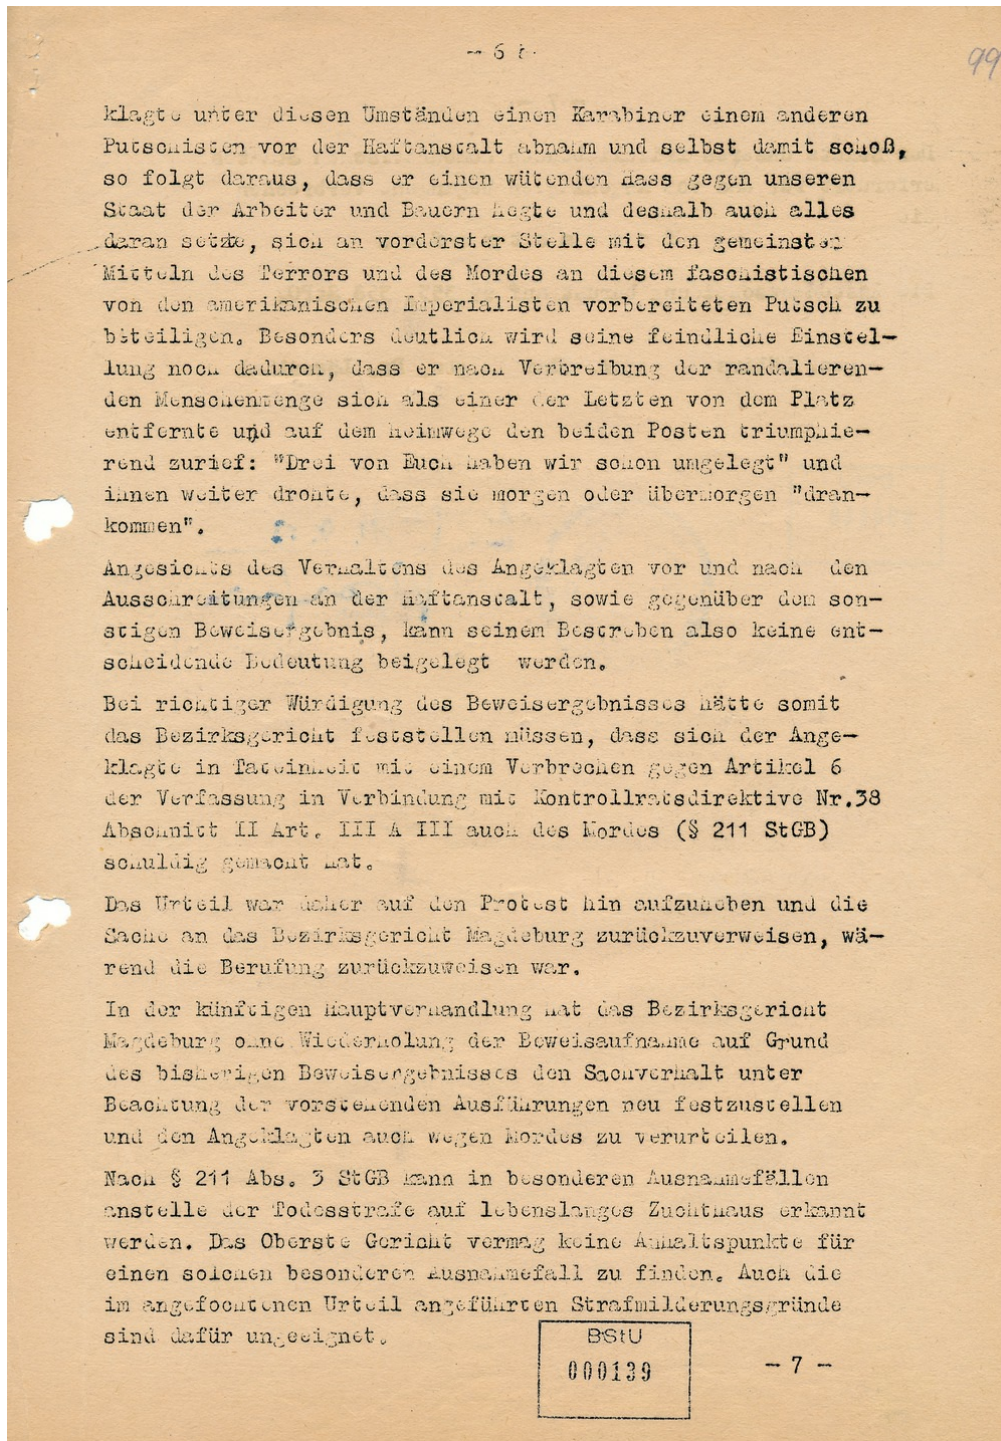 - 6 -
99
klagte unter diesen Umständen einen Karabiner einem anderen
Putschisten vor der Haftanstalt abnahm und selbst damit schoß,
so folgt daraus, dass er einen wütenden Hass gegen unseren
Staat der Arbeiter und Bauern hegte und deshalb auch alles
daran setzte, sich an vorderster Stelle mit den gemeinsten
Mitteln des Terrors und des Mordes an diesem faschistischen
von den amerikanischen Imperialisten vorbereiteten Putsch zu
beteiligen. Besonders deutlich wird seine feindliche Einstel-
lung noch dadurch, dass er nach Vertreibung der randalieren-
den Menschenmenge sich als einer der Letzten von dem Platz
entfernte und auf dem Heimwege den beiden Posten triumphie-
rend zurief: "Drei von Euch haben wir schon umgelegt" und
ihnen weiter drohte, dass sie morgen oder übermorgen "dran-
kommen".
Angesichts des Verhaltens des Angeklagten vor und nach den
Ausschreitungen an der Haftanstalt, sowie gegenüber dem son-
stigen Beweisergebnis, kann seinem Bestreben also keine ent-
scheidende Bedeutung beigelegt werden.
Bei richtiger Würdigung des Beweisergebnisses hätte somit
das Bezirksgericht feststellen müssen, dass sich der Ange-
klagte in Tateinheit mit einem Verbrechen gegen Artikel 6
der Verfassung in Verbindung mit Kontrollratsdirektive Nr.38
Abschnitt II Art. III A III auch des Mordes (§ 211 StGB)
schuldig gemacht hat.
Das Urteil war daher auf den Protest hin aufzuheben und die
Sache an das Bezirksgericht Magdeburg zurückzuverweisen, wä-
rend die Berufung zurückzuweisen war.
In der künftigen Hauptverhandlung hat das Bezirksgericht
Magdeburg ohne Wiederholung der Beweisaufnahme auf Grund
des bisherigen Beweisergebnisses den Sachverhalt unter
Beachtung der vorstehenden Ausführungen neu festzustellen
und den Angeklagten auch wegen Mordes zu verurteilen.
Nach § 211 Abs. 3 StGB kann in besonderen Ausnahmefällen
anstelle der Todesstrafe auf lebenslanges Zuchthaus erkannt
werden. Das Oberste Gericht vermag keine Anhaltspunkte für
einen solchen besonderen Ausnahmefall zu finden. Auch die
im angefochtenen Urteil angeführten Strafmilderungsgründe
sind dafür ungeeignet.
BStU
000139
- 7 -